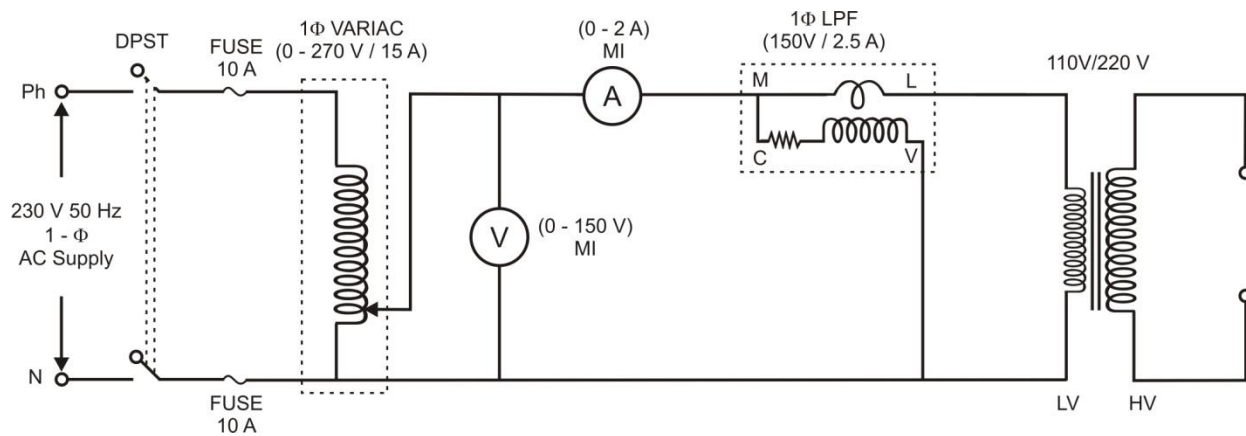 DPST
FUSE
10 A
1Φ VARIAC
(0 - 270 V / 15 A)
(0 - 2 A)
MI
1Φ LPF
(150V / 2.5 A)
110V/220 V
Ph
A
M
L
C
V
230 V 50 Hz
1 - Φ
AC Supply
V
(0 - 150 V)
MI
N
FUSE
10 A
LV
HV